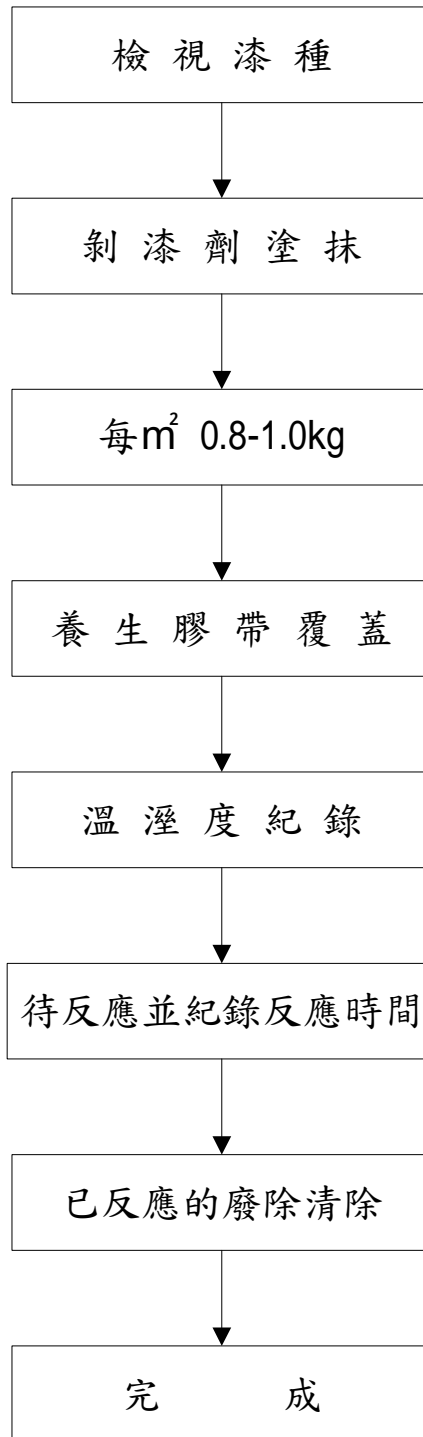 檢視漆種
剝漆劑塗抹
每㎡ 0.8-1.0kg
養生膠帶覆蓋
溫溼度紀錄
待反應並紀錄反應時間
已反應的廢除清除
完成